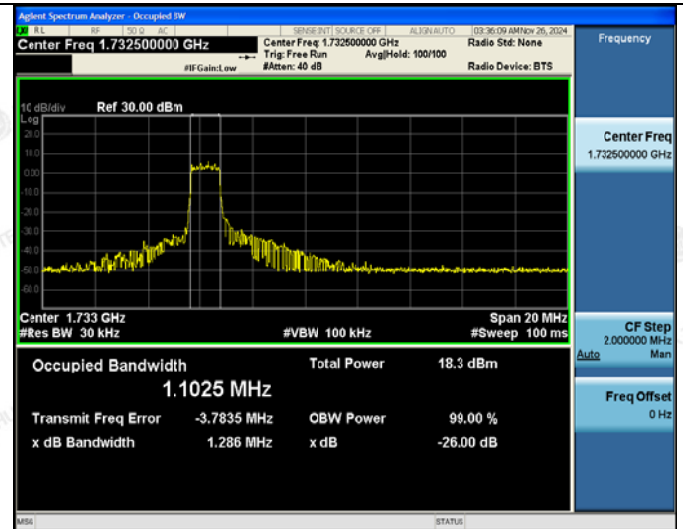 Agilent Spectrum Analyzer - Occupied BW
RL RF 50 Ω AC SENSE:INT SOURCE OFF ALIGNAUTO 03:36:09 AM Nov 26, 2024
Center Freq 1.732500000 GHz
Center Freq: 1.732500000 GHz
Radio Std: None
Trig: Free Run Avg|Hold: 100/100
#IFGain:Low #Atten: 40 dB Radio Device: BTS
Frequency
10 dB/div Ref 30.00 dBm
Log
20.0
10.0
0.00
-10.0
-20.0
-30.0
-40.0
-50.0
-60.0
Center 1.733 GHz Span 20 MHz
#Res BW 30 kHz #VBW 100 kHz #Sweep 100 ms
Occupied Bandwidth Total Power 18.3 dBm
1.1025 MHz
Transmit Freq Error -3.7835 MHz OBW Power 99.00 %
x dB Bandwidth 1.286 MHz x dB -26.00 dB
Center Freq
1.732500000 GHz
CF Step
2.000000 MHz
Auto Man
Freq Offset
0 Hz
MSG STATUS